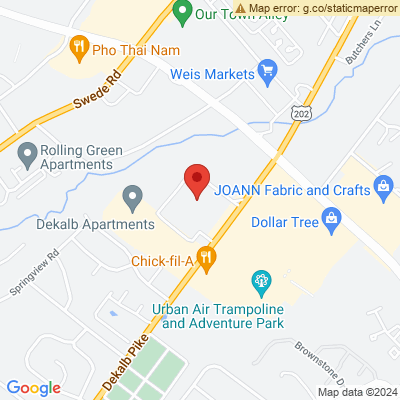 Map error: g.co/staticmaperror
Our Town Alley
Butchers Ln
Pho Thai Nam
Weis Markets
Swede Rd
202
Rolling Green
Apartments
JOANN Fabric and Crafts
Dekalb Apartments
Dollar Tree
Chick-fil-A
Springview Rd
Urban Air Trampoline
and Adventure Park
Dekalb Pike
Brownstone D
Google
Map data ©2024